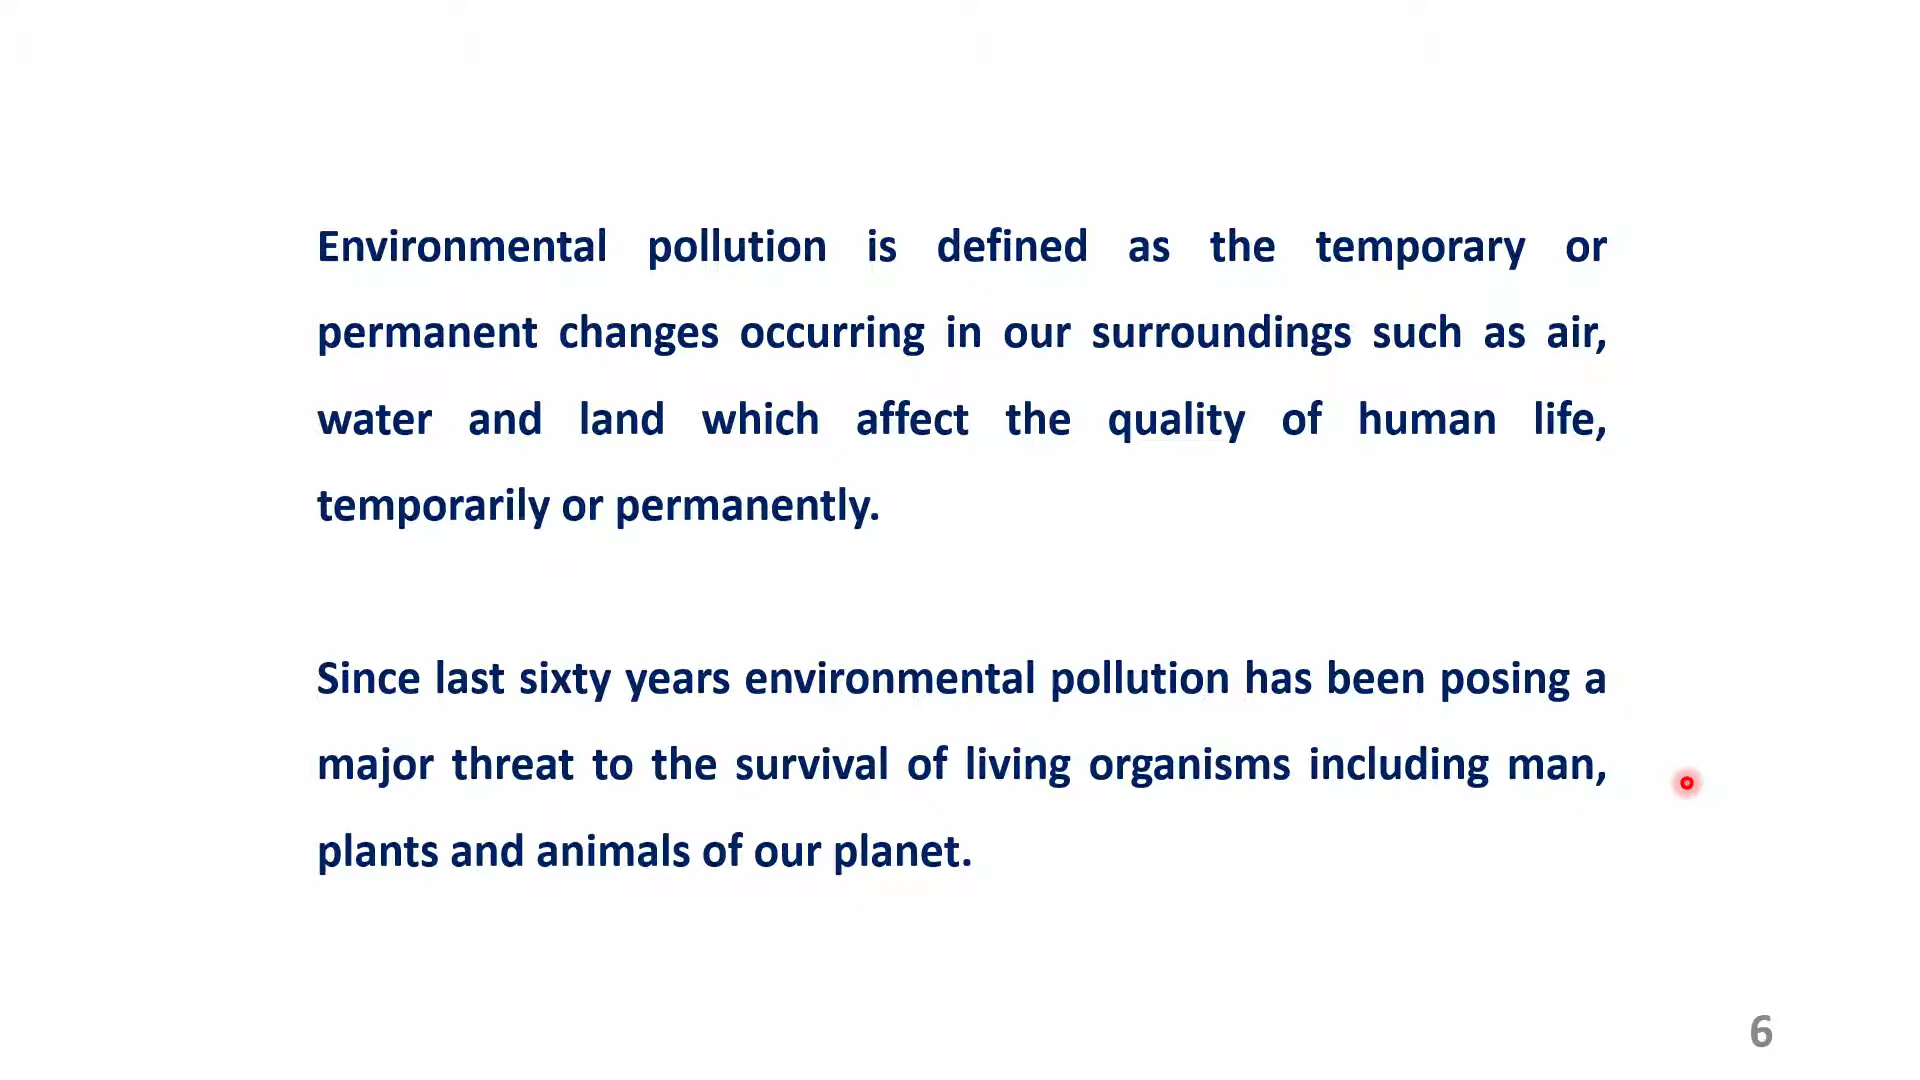 Environmental pollution is defined as the temporary or
permanent changes occurring in our surroundings such as air,
water and land which affect the quality of human life,
temporarily or permanently.
Since last sixty years environmental pollution has been posing a
major threat to the survival of living organisms including man,
plants and animals of our planet.
6